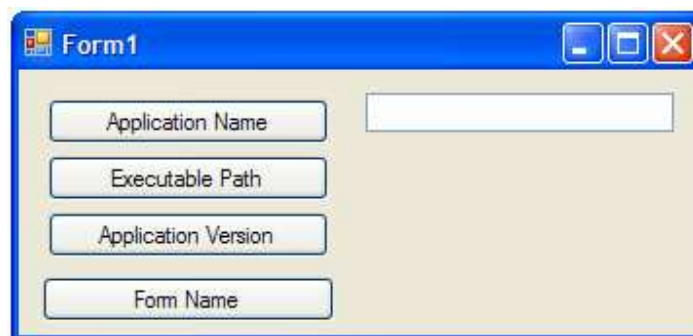 Form1
Application Name
Executable Path
Application Version
Form Name